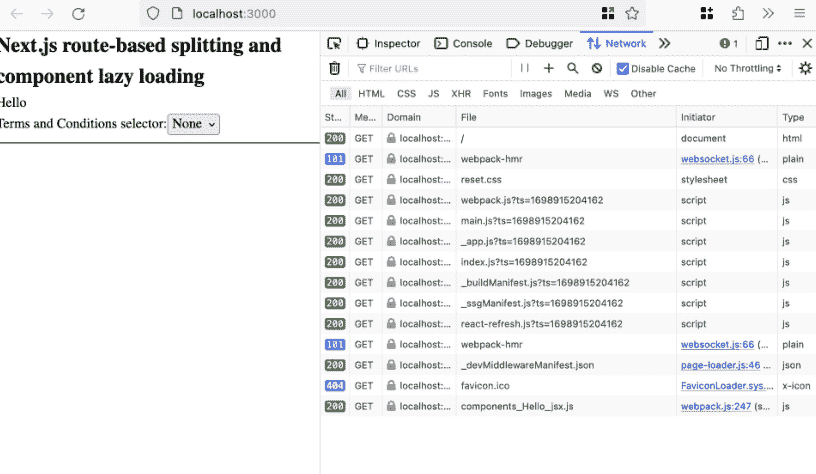 localhost:3000
Next.js route-based splitting and
component lazy loading
Hello
Terms and Conditions selector: None
Inspector Console Debugger Network 1
Filter URLs Disable Cache No Throttling
All HTML CSS JS XHR Fonts Images Media WS Other
St... Me... Domain File Initiator Type
200 GET localhost:... / document html
101 GET localhost:... webpack-hmr websocket.js:66 (... plain
200 GET localhost:... reset.css stylesheet css
200 GET localhost:... webpack.js?ts=1698915204162 script js
200 GET localhost:... main.js?ts=1698915204162 script js
200 GET localhost:... _app.js?ts=1698915204162 script js
200 GET localhost:... index.js?ts=1698915204162 script js
200 GET localhost:... _buildManifest.js?ts=1698915204162 script js
200 GET localhost:... _ssgManifest.js?ts=1698915204162 script js
200 GET localhost:... react-refresh.js?ts=1698915204162 script js
101 GET localhost:... webpack-hmr websocket.js:66 (... plain
200 GET localhost:... _devMiddlewareManifest.json page-loader.js:46 ... json
404 GET localhost:... favicon.ico FaviconLoader.sys.... x-icon
200 GET localhost:... components_Hello_jsx.js webpack.js:247 (s... js